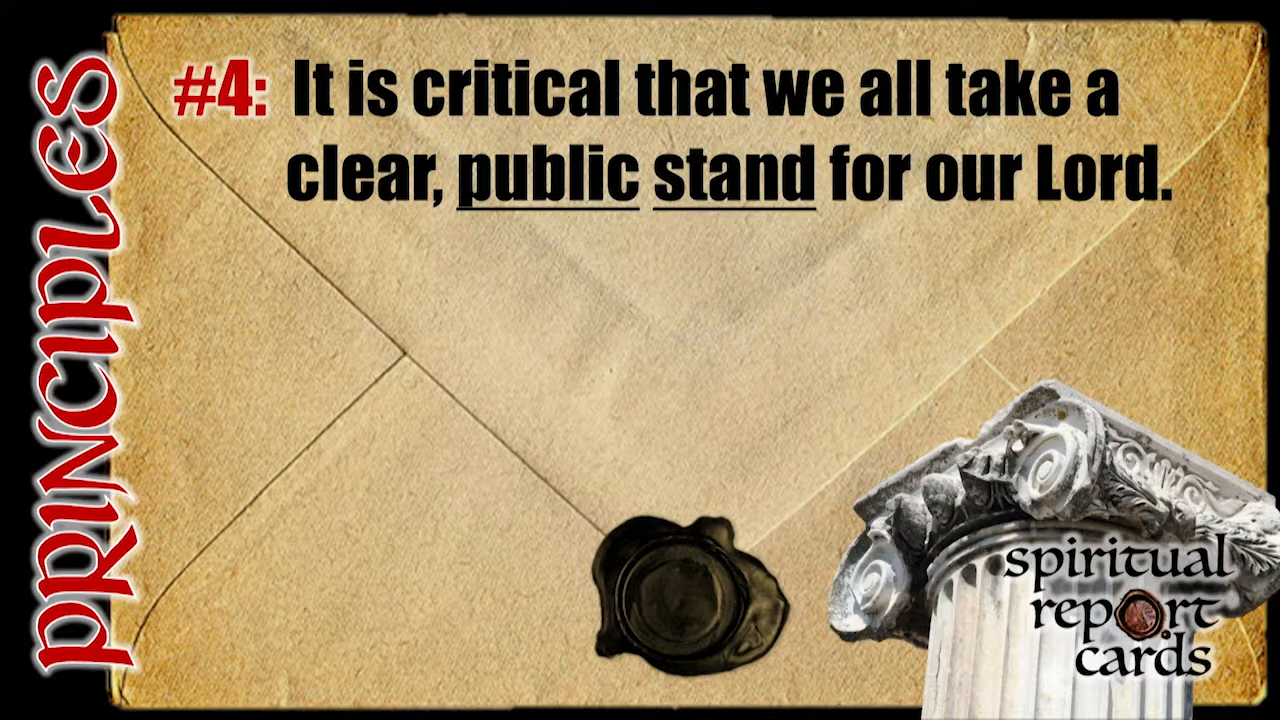 PRINCIPLES
#4: It is critical that we all take a
clear, public stand for our Lord.
spiritual
report
cards